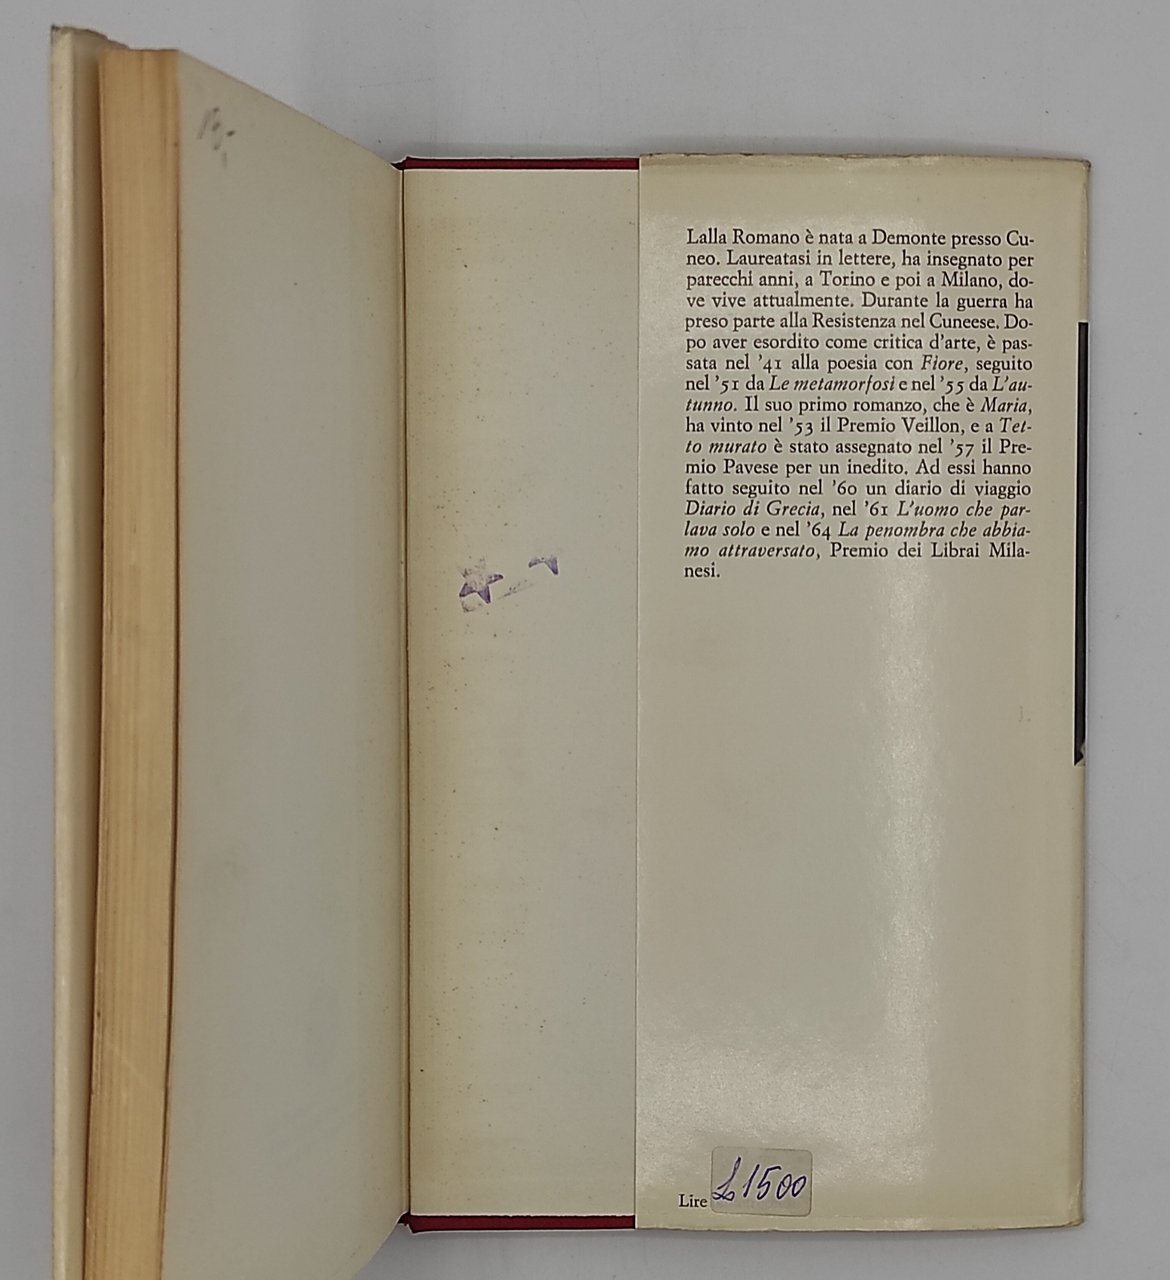 Lalla Romano è nata a Demonte presso Cu-
neo. Laureatasi in lettere, ha insegnato per
parecchi anni, a Torino e poi a Milano, do-
ve vive attualmente. Durante la guerra ha
preso parte alla Resistenza nel Cuneese. Do-
po aver esordito come critica d'arte, è pas-
sata nel '41 alla poesia con Fiore, seguito
nel '51 da Le metamorfosi e nel '55 da L'au-
tunno. Il suo primo romanzo, che è Maria,
ha vinto nel '53 il Premio Veillon, e a Tet-
to murato è stato assegnato nel '57 il Pre-
mio Pavese per un inedito. Ad essi hanno
fatto seguito nel '60 un diario di viaggio
Diario di Grecia, nel '61 L'uomo che par-
lava solo e nel '64 La penombra che abbia-
mo attraversato, Premio dei Librai Mila-
nesi.
Lire £ 1500